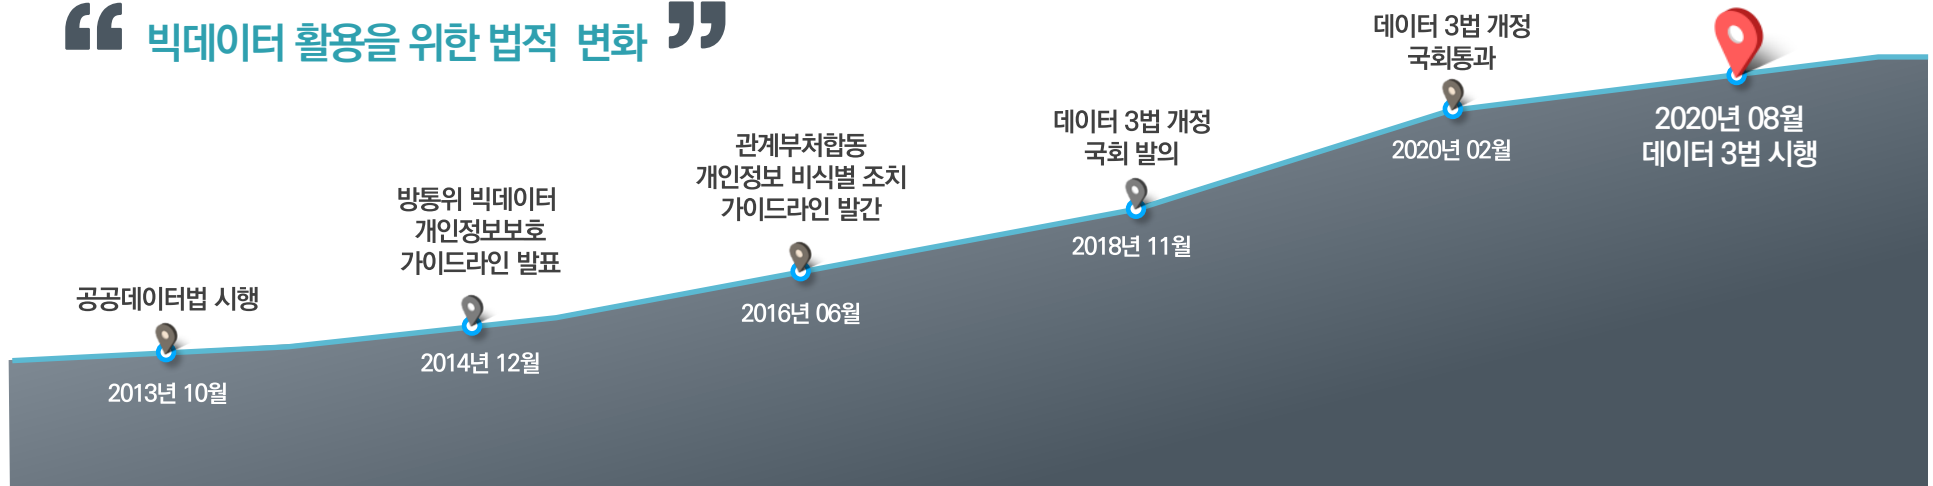 “ 빅데이터 활용을 위한 법적 변화 ”
공공데이터법 시행
2013년 10월
방통위 빅데이터
개인정보보호
가이드라인 발표
2014년 12월
관계부처합동
개인정보 비식별 조치
가이드라인 발간
2016년 06월
데이터 3법 개정
국회 발의
2018년 11월
데이터 3법 개정
국회통과
2020년 02월
2020년 08월
데이터 3법 시행